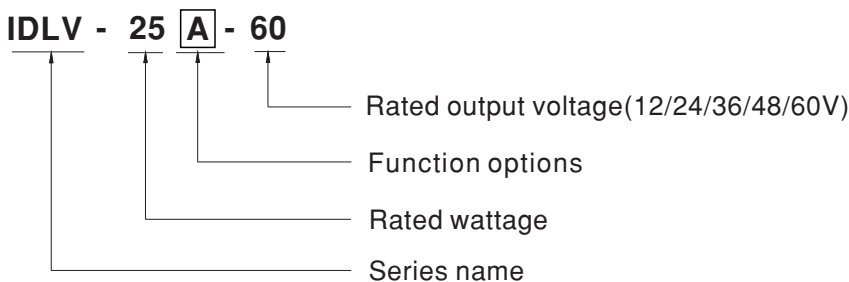 IDLV - 25 A - 60
Rated output voltage(12/24/36/48/60V)
Function options
Rated wattage
Series name